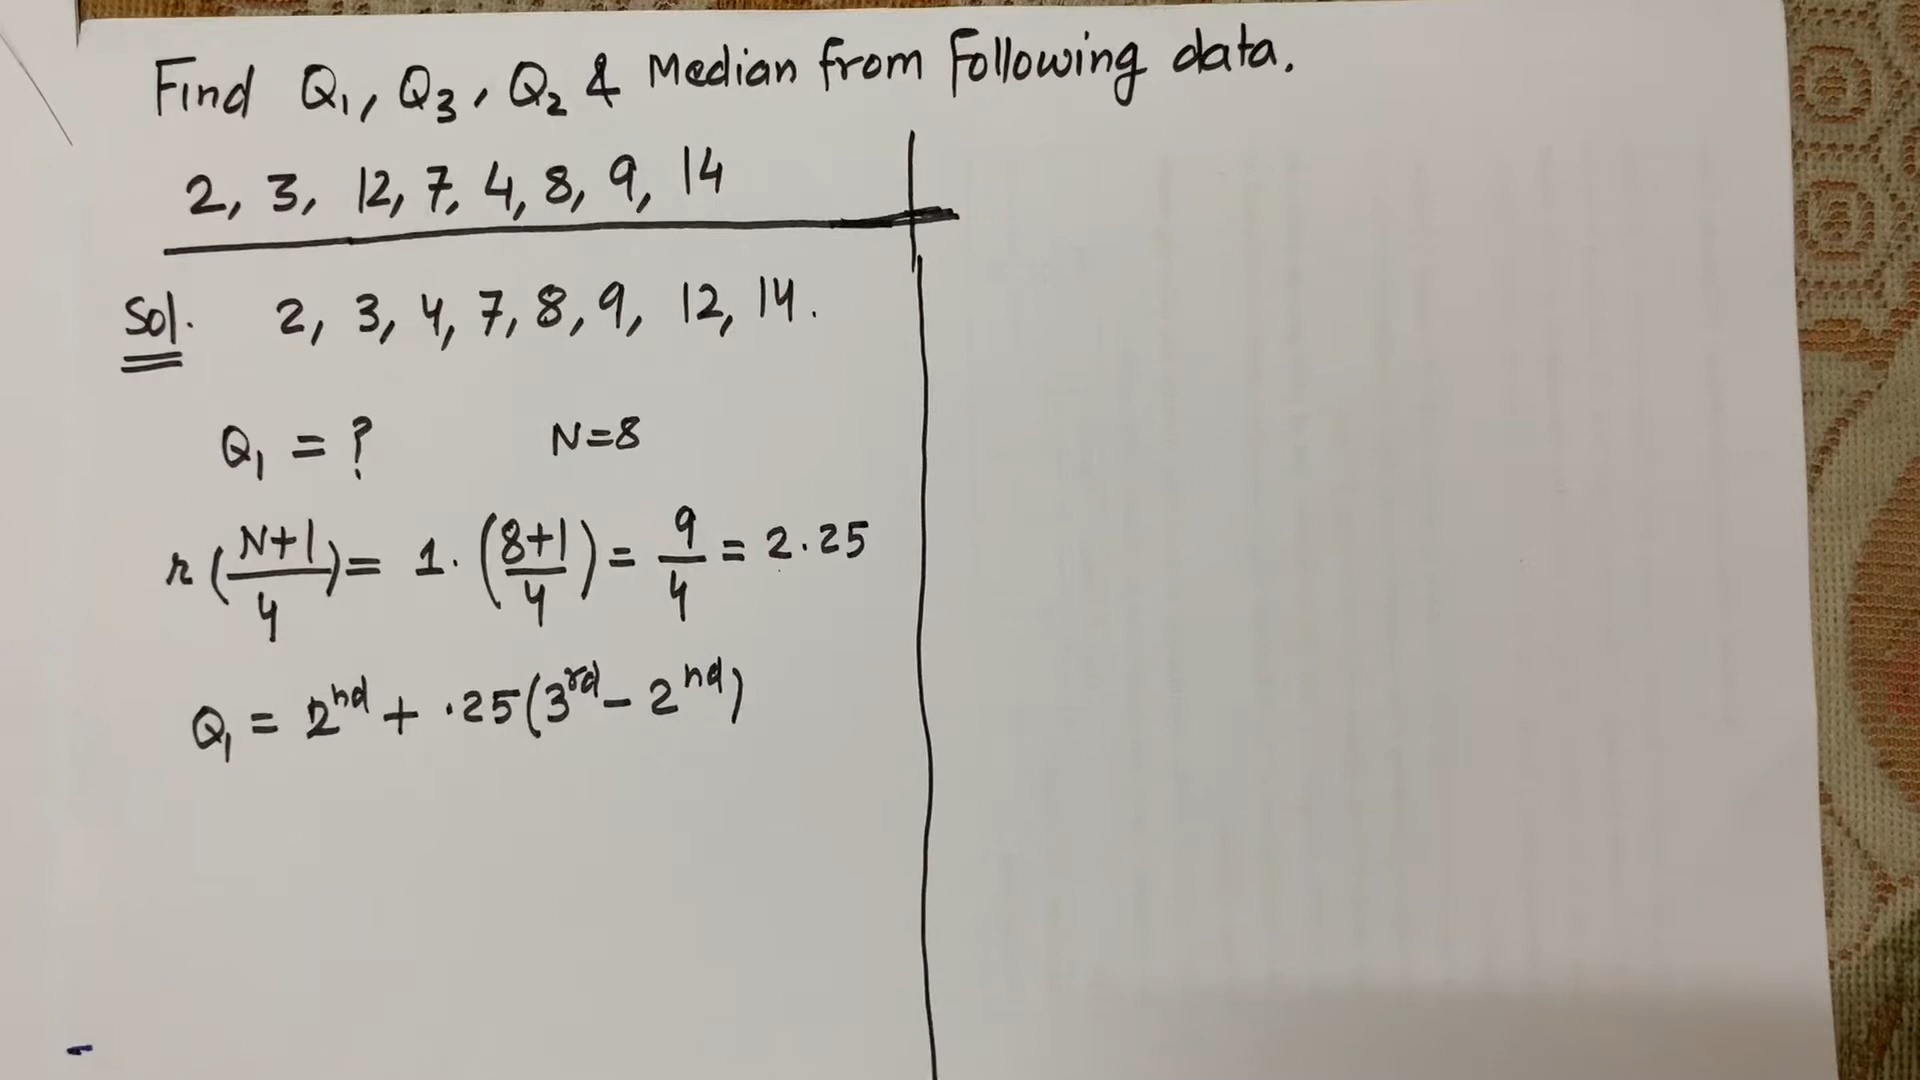 Find Q₁, Q₃, Q₂ & Median from Following data.
2, 3, 12, 7, 4, 8, 9, 14
Sol. 2, 3, 4, 7, 8, 9, 12, 14.
Q₁ = ? N=8
r(N+1/4) = 1. (8+1/4) = 9/4 = 2.25
Q₁ = 2ⁿᵈ + .25(3ʳᵈ - 2ⁿᵈ)